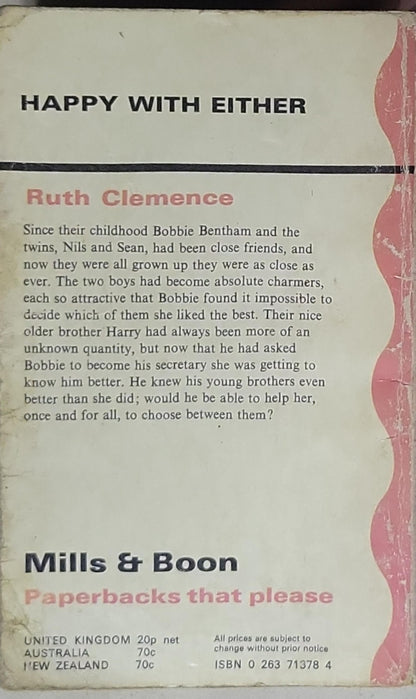 HAPPY WITH EITHER
Ruth Clemence
Since their childhood Bobbie Bentham and the
twins, Nils and Sean, had been close friends, and
now they were all grown up they were as close as
ever. The two boys had become absolute charmers,
each so attractive that Bobbie found it impossible to
decide which of them she liked the best. Their nice
older brother Harry had always been more of an
unknown quantity, but now that he had asked
Bobbie to become his secretary she was getting to
know him better. He knew his young brothers even
better than she did; would he be able to help her,
once and for all, to choose between them?
Mills & Boon
Paperbacks that please
UNITED KINGDOM 20p net
AUSTRALIA 70c
NEW ZEALAND 70c
All prices are subject to
change without prior notice
ISBN 0 263 71378 4